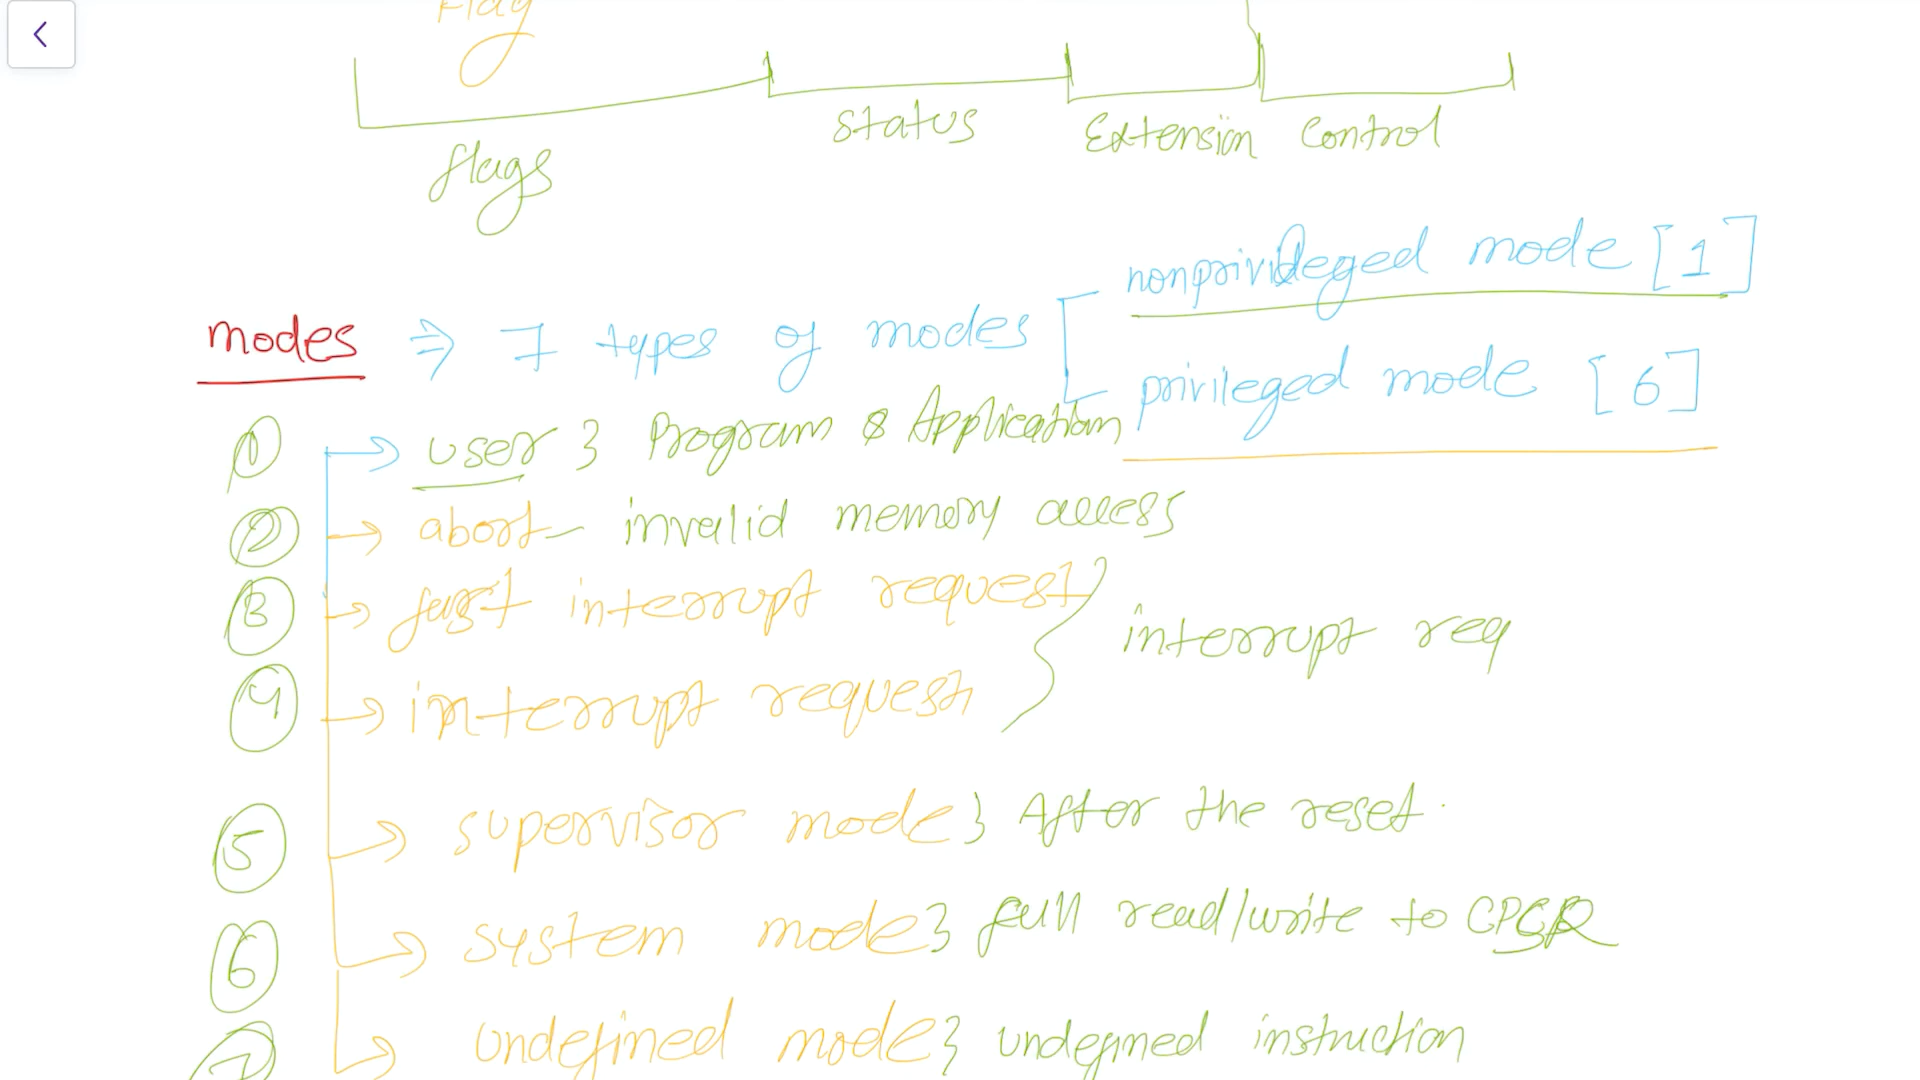 Flag
flags status Extension Control
modes ⇒ 7 types of modes
nonprivileged mode [1]
privileged mode [6]
① → user } Program & Application
② → abort - invalid memory access
③ → fast interrupt request
④ → interrupt request } interrupt req
⑤ → supervisor mode } After the reset.
⑥ → system mode } full read/write to CPSR
⑦ → undefined mode } undefined instruction